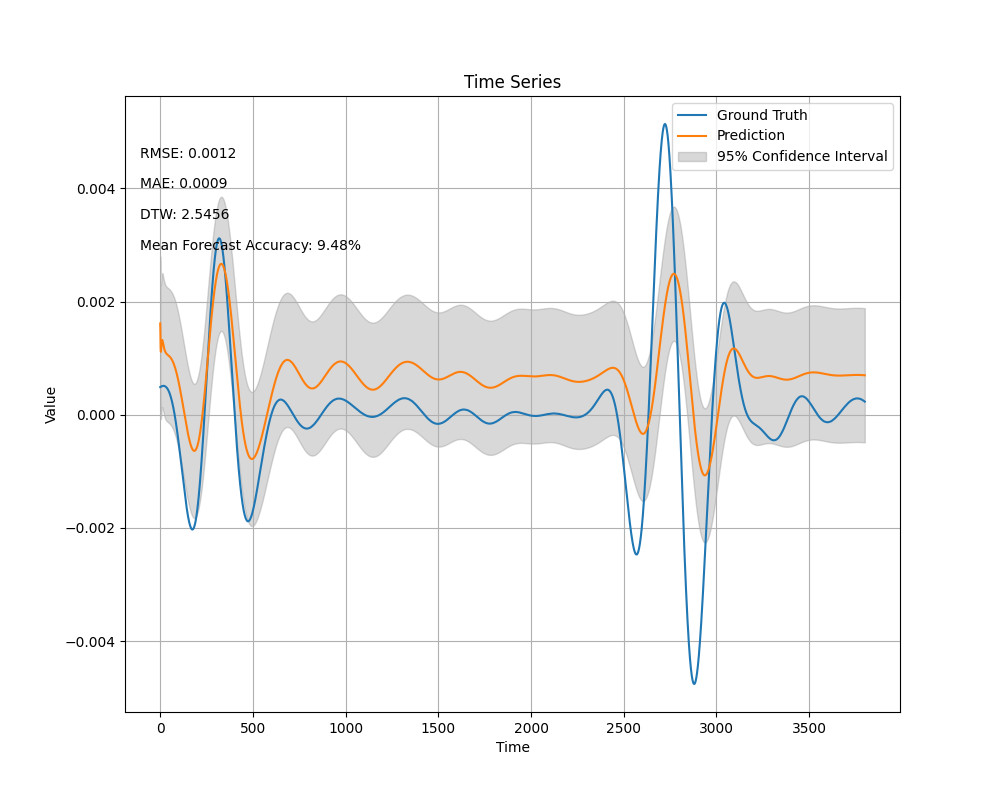 Time Series
Ground Truth
Prediction
95% Confidence Interval
RMSE: 0.0012
MAE: 0.0009
DTW: 2.5456
Mean Forecast Accuracy: 9.48%
0.004
0.002
0.000
−0.002
−0.004
Value
0 500 1000 1500 2000 2500 3000 3500
Time